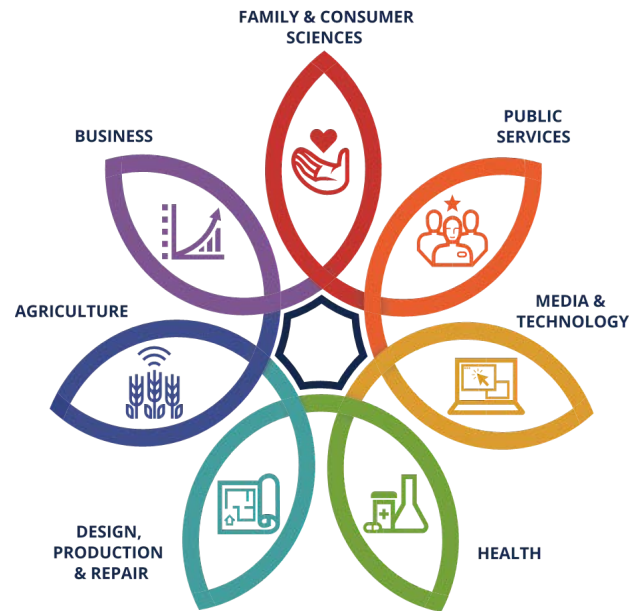 FAMILY & CONSUMER
SCIENCES
PUBLIC
SERVICES
BUSINESS
MEDIA &
TECHNOLOGY
AGRICULTURE
DESIGN,
PRODUCTION
& REPAIR
HEALTH